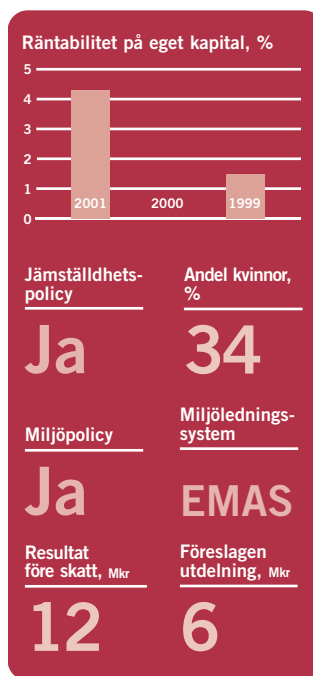 Räntabilitet på eget kapital, %
5
4
3
2
1
0
2001 2000 1999
Jämställdhets-
policy
Ja
Andel kvinnor,
%
34
Miljöpolicy
Ja
Miljölednings-
system
EMAS
Resultat
före skatt, Mkr
12
Föreslagen
utdelning, Mkr
6